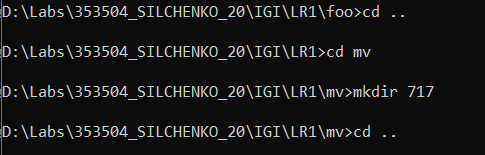 D:\Labs\353504_SILCHENKO_20\IGI\LR1\foo>cd ..
D:\Labs\353504_SILCHENKO_20\IGI\LR1>cd mv
D:\Labs\353504_SILCHENKO_20\IGI\LR1\mv>mkdir 717
D:\Labs\353504_SILCHENKO_20\IGI\LR1\mv>cd ..